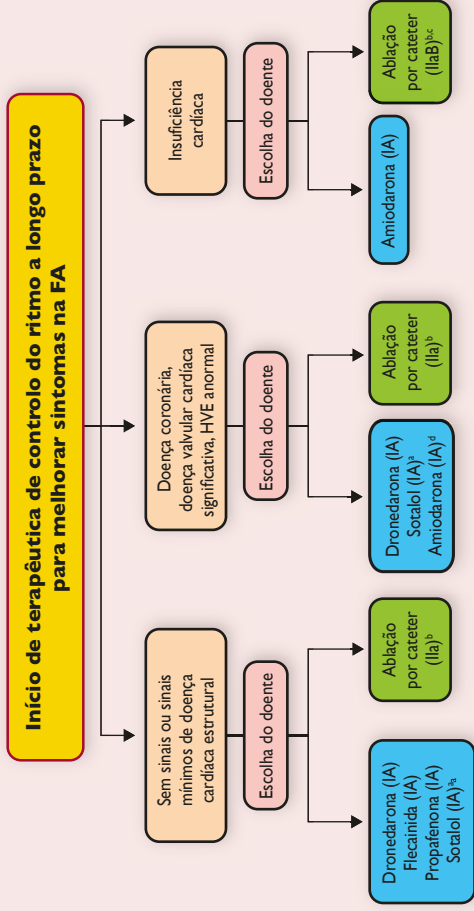 Início de terapêutica de controlo do ritmo a longo prazo
para melhorar sintomas na FA
Sem sinais ou sinais
mínimos de doença
cardíaca estrutural
Escolha do doente
Dronedarona (IA)
Flecainida (IA)
Propafenona (IA)
Sotalol (IA)ªa
Ablação
por cateter
(IIa)b
Doença coronária,
doença valvular cardíaca
significativa, HVE anormal
Escolha do doente
Dronedarona (IA)
Sotalol (IA)a
Amiodarona (IA)d
Ablação
por cateter
(IIa)b
Insuficiência
cardíaca
Escolha do doente
Amiodarona (IA)
Ablação
por cateter
(IIaB)b,c